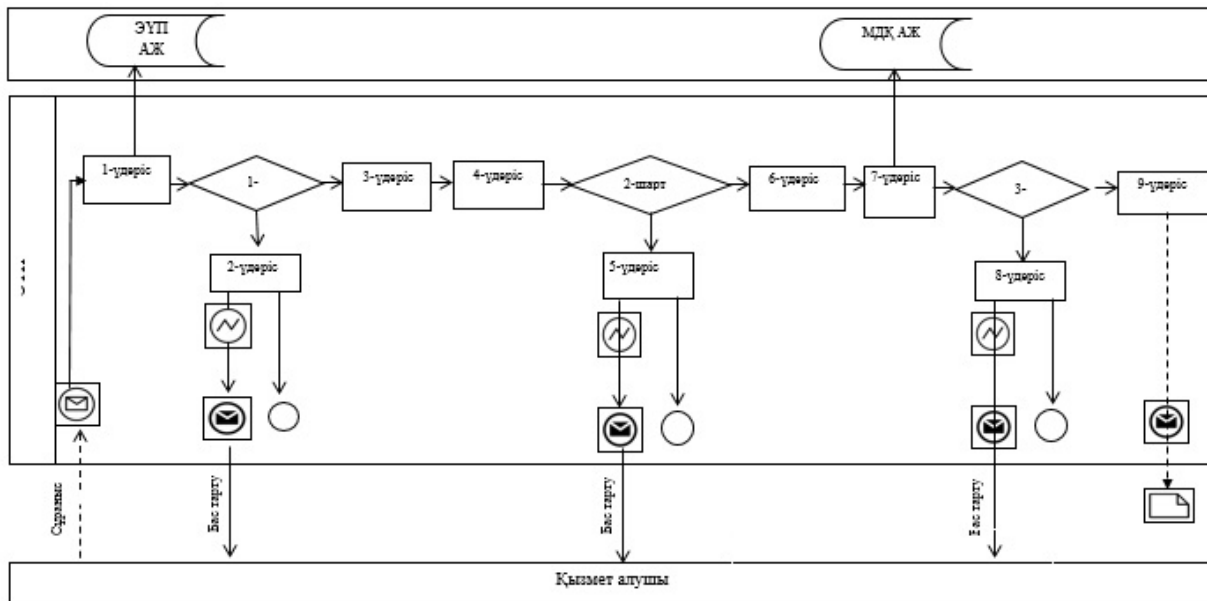 ЭҮП
АЖ
МДҚ АЖ
1-үдеріс
1-
3-үдеріс
4-үдеріс
2-шарт
6-үдеріс
7-үдеріс
3-
9-үдеріс
2-үдеріс
5-үдеріс
8-үдеріс
Сұраныс
Бас тарту
Бас тарту
Бас тарту
Қызмет алушы